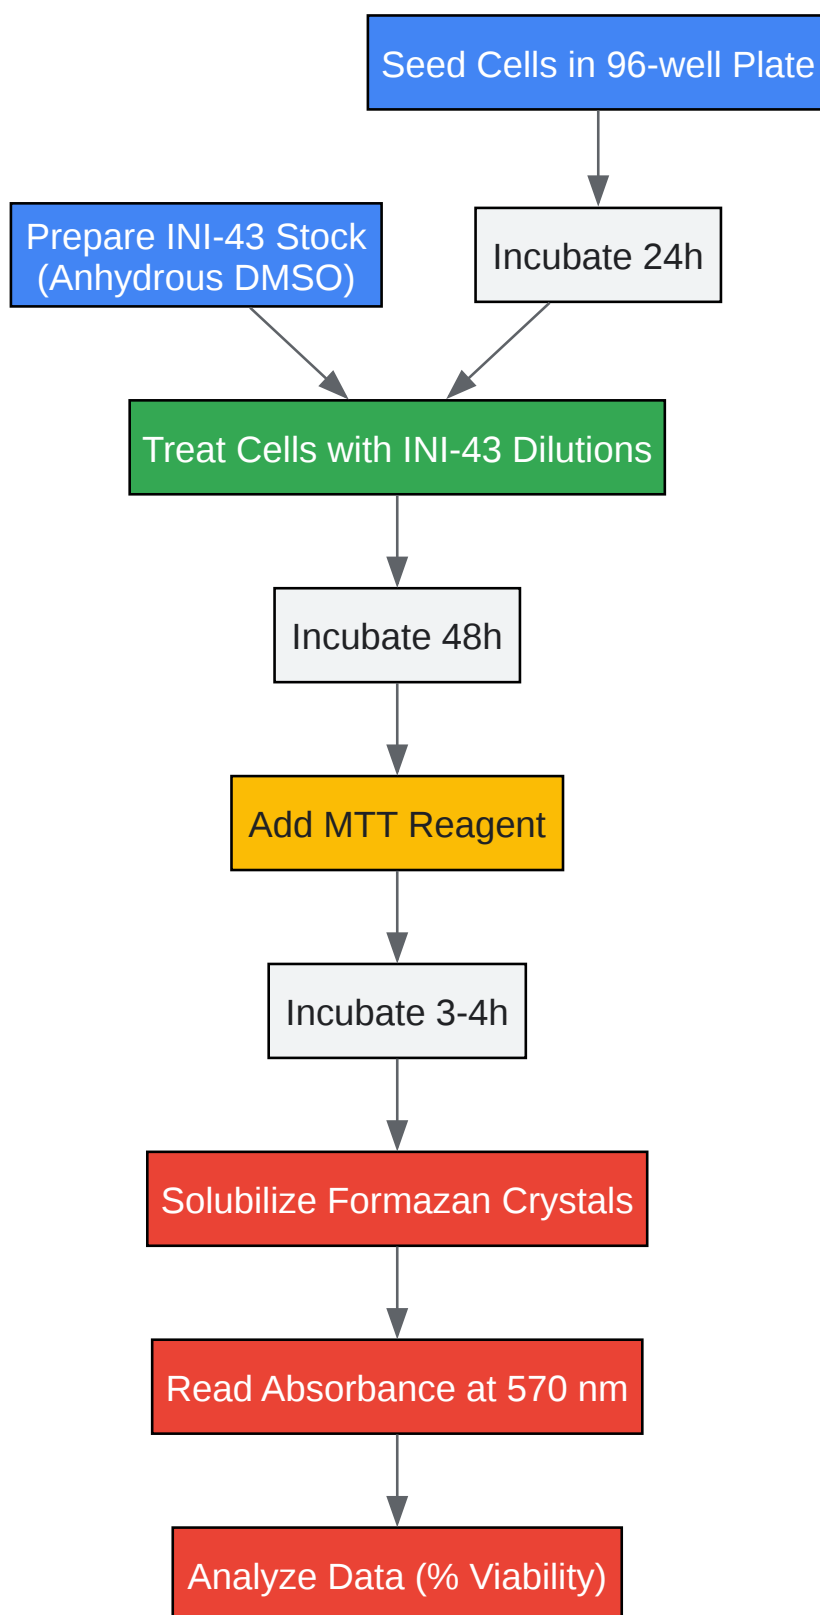 Seed Cells in 96-well Plate
Prepare INI-43 Stock
(Anhydrous DMSO)
Incubate 24h
Treat Cells with INI-43 Dilutions
Incubate 48h
Add MTT Reagent
Incubate 3-4h
Solubilize Formazan Crystals
Read Absorbance at 570 nm
Analyze Data (% Viability)